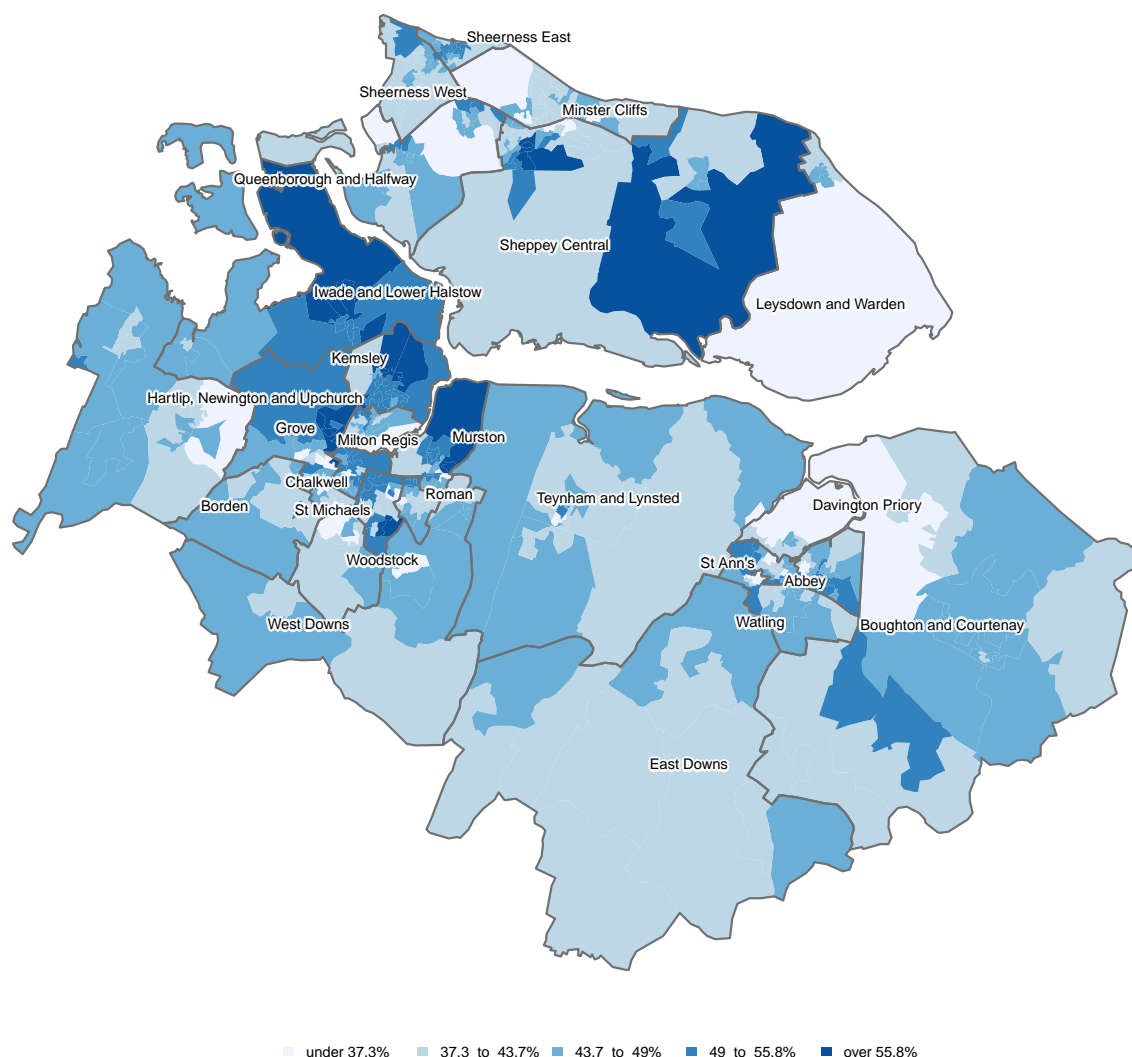 Sheerness East
Sheerness West
Minster Cliffs
Queenborough and Halfway
Sheppey Central
Iwade and Lower Halstow
Leysdown and Warden
Kemsley
Hartlip, Newington and Upchurch
Grove
Milton Regis
Murston
Chalkwell
Roman
Teynham and Lynsted
Borden
St Michaels
Davington Priory
Woodstock
St Ann's
Abbey
West Downs
Watling
Boughton and Courtenay
East Downs
under 37.3% 37.3 to 43.7% 43.7 to 49% 49 to 55.8% over 55.8%